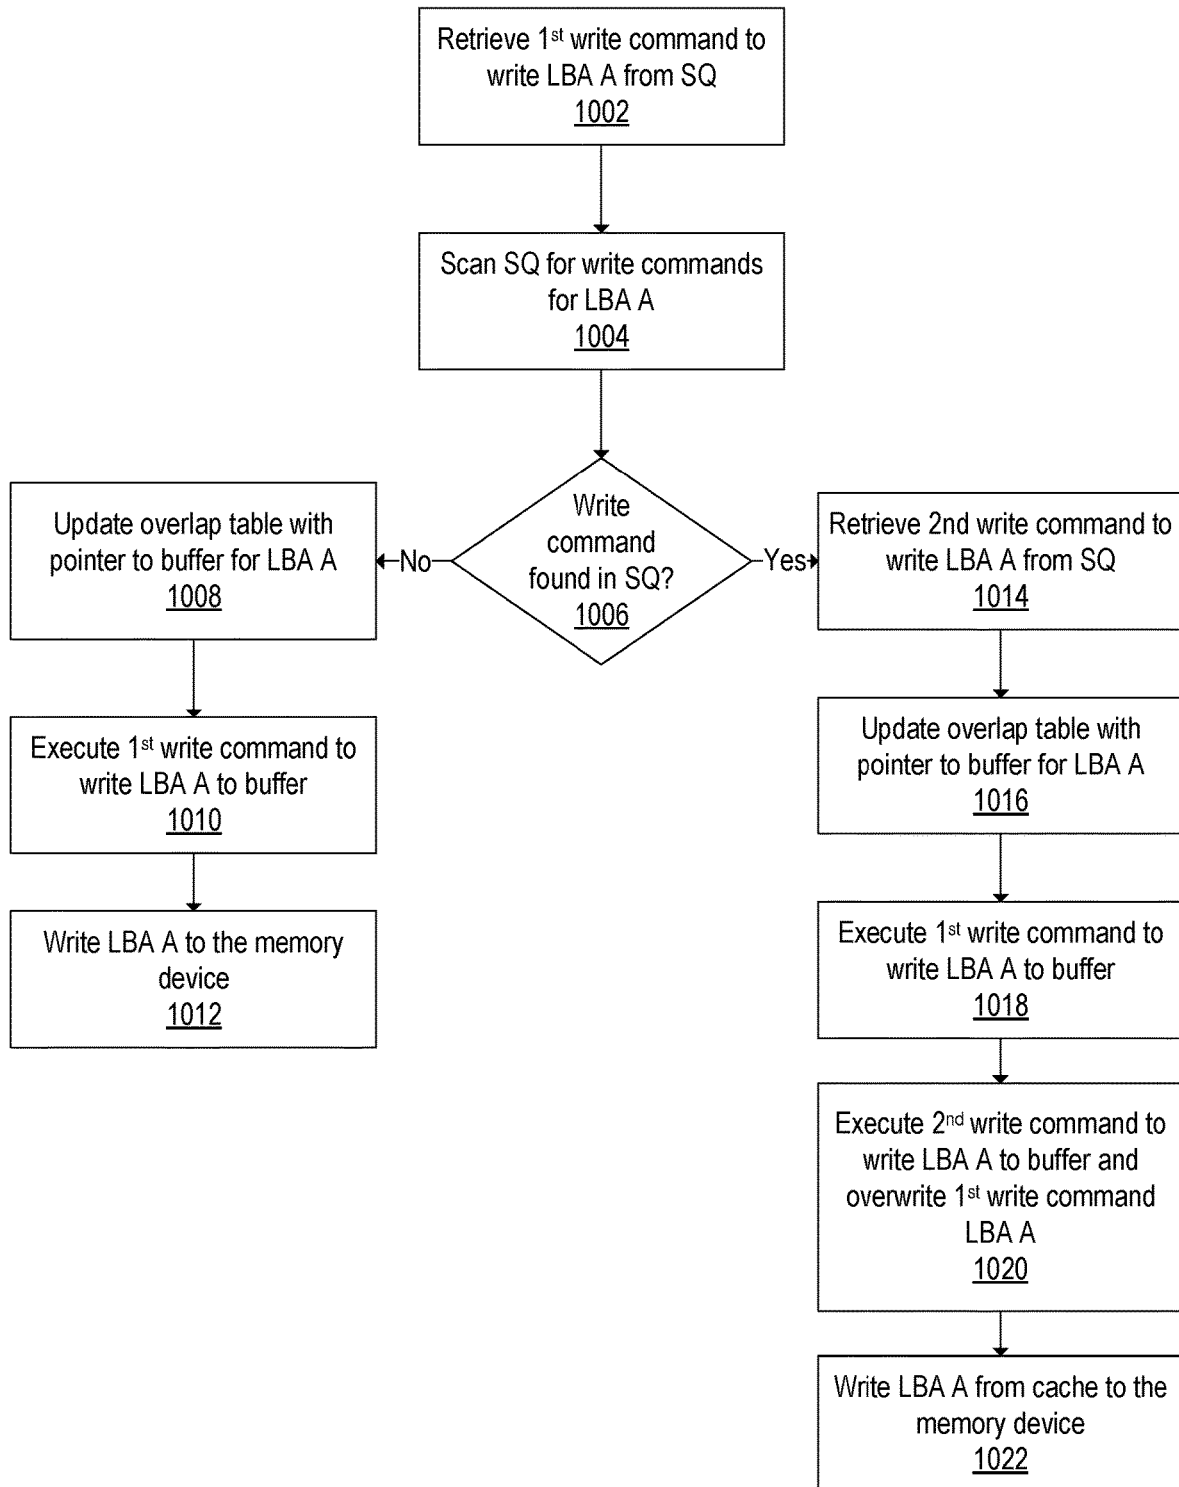 Retrieve 1st write command to
write LBA A from SQ
1002
Scan SQ for write commands
for LBA A
1004
Write
command
found in SQ?
1006
No
Yes
Update overlap table with
pointer to buffer for LBA A
1008
Execute 1st write command to
write LBA A to buffer
1010
Write LBA A to the memory
device
1012
Retrieve 2nd write command to
write LBA A from SQ
1014
Update overlap table with
pointer to buffer for LBA A
1016
Execute 1st write command to
write LBA A to buffer
1018
Execute 2nd write command to
write LBA A to buffer and
overwrite 1st write command
LBA A
1020
Write LBA A from cache to the
memory device
1022